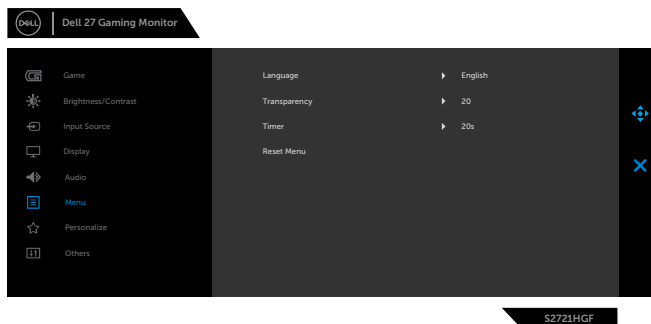 DELL
Dell 27 Gaming Monitor
Game
Language English
Brightness/Contrast
Transparency 20
Input Source
Timer 20s
Display
Reset Menu
Audio
Menu
Personalize
Others
S2721HGF